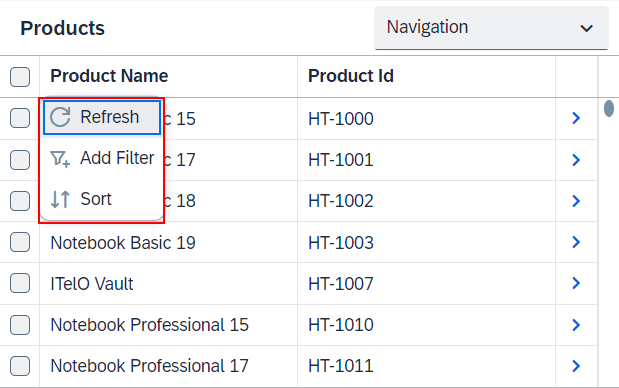 Products
Navigation
Product Name Product Id
Refresh c 15 HT-1000
Add Filter c 17 HT-1001
Sort c 18 HT-1002
Notebook Basic 19 HT-1003
ITelO Vault HT-1007
Notebook Professional 15 HT-1010
Notebook Professional 17 HT-1011